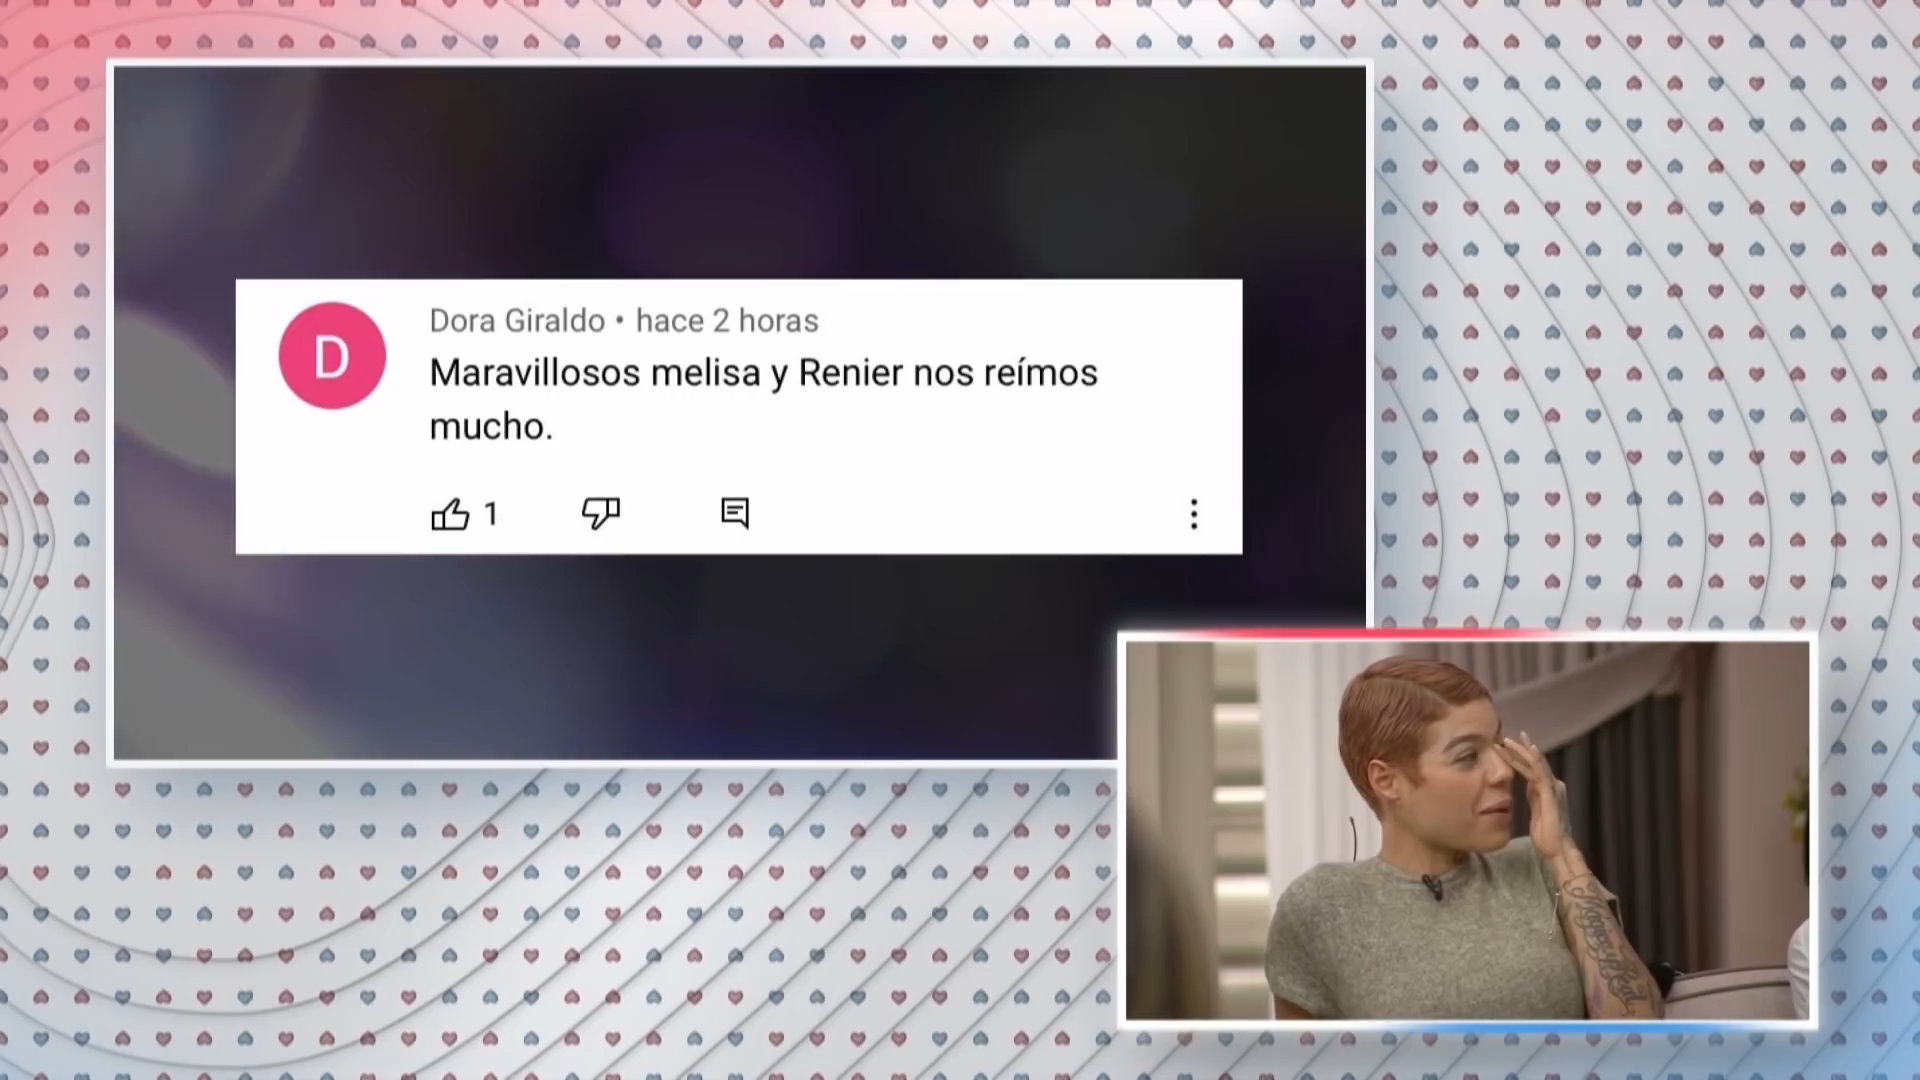 D
Dora Giraldo • hace 2 horas
Maravillosos melisa y Renier nos reímos
mucho.
1